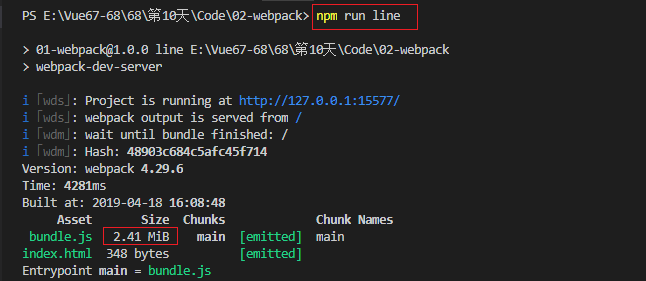 PS E:\Vue67-68\68\第10天\Code\02-webpack> npm run line
> 01-webpack@1.0.0 line E:\Vue67-68\68\第10天\Code\02-webpack
> webpack-dev-server
i ｢wds｣: Project is running at http://127.0.0.1:15577/
i ｢wds｣: webpack output is served from /
i ｢wdm｣: wait until bundle finished: /
i ｢wdm｣: Hash: 48903c684c5afc45f714
Version: webpack 4.29.6
Time: 4281ms
Built at: 2019-04-18 16:08:48
Asset Size Chunks Chunk Names
bundle.js 2.41 MiB main [emitted] main
index.html 348 bytes [emitted]
Entrypoint main = bundle.js